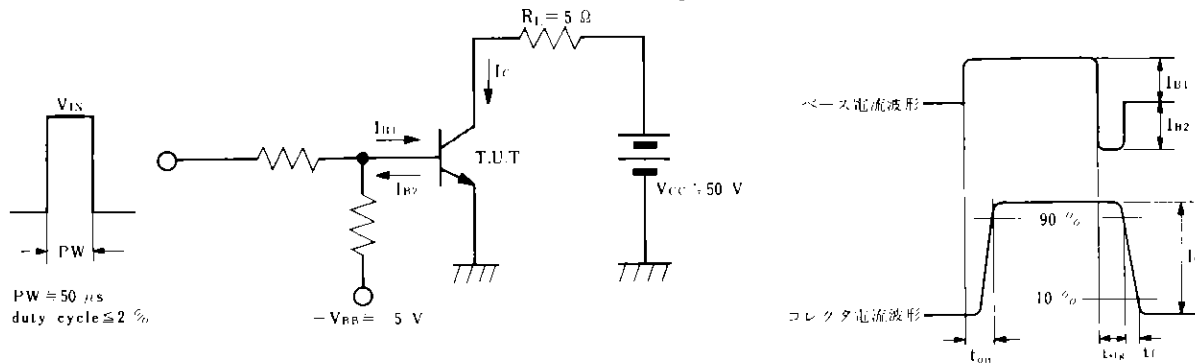 RL = 5 Ω
IC
VIN
IB1
T.U.T
IB2
VCC ≒ 50 V
PW
PW ≒ 50 μs
duty cycle ≦ 2 %
-VBB = 5 V
ベース電流波形
IB1
IB2
90 %
10 %
コレクタ電流波形
ton
tstg
tf